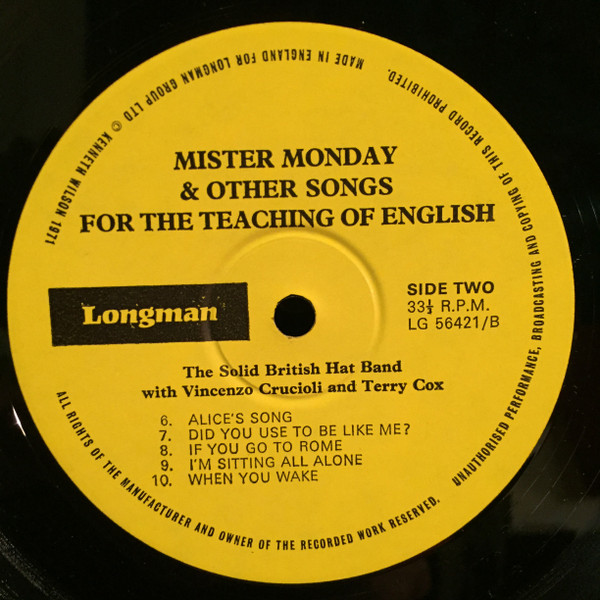 MISTER MONDAY
& OTHER SONGS
FOR THE TEACHING OF ENGLISH
Longman
SIDE TWO
33⅓ R.P.M.
LG 56421/B
The Solid British Hat Band
with Vincenzo Crucioli and Terry Cox
6. ALICE'S SONG
7. DID YOU USE TO BE LIKE ME?
8. IF YOU GO TO ROME
9. I'M SITTING ALL ALONE
10. WHEN YOU WAKE
ALL RIGHTS OF THE MANUFACTURER AND OWNER OF THE RECORDED WORK RESERVED.
UNAUTHORISED PERFORMANCE, BROADCASTING AND COPYING OF THIS RECORD PROHIBITED.
MADE IN ENGLAND FOR LONGMAN GROUP LTD © KENNETH WILSON 1971